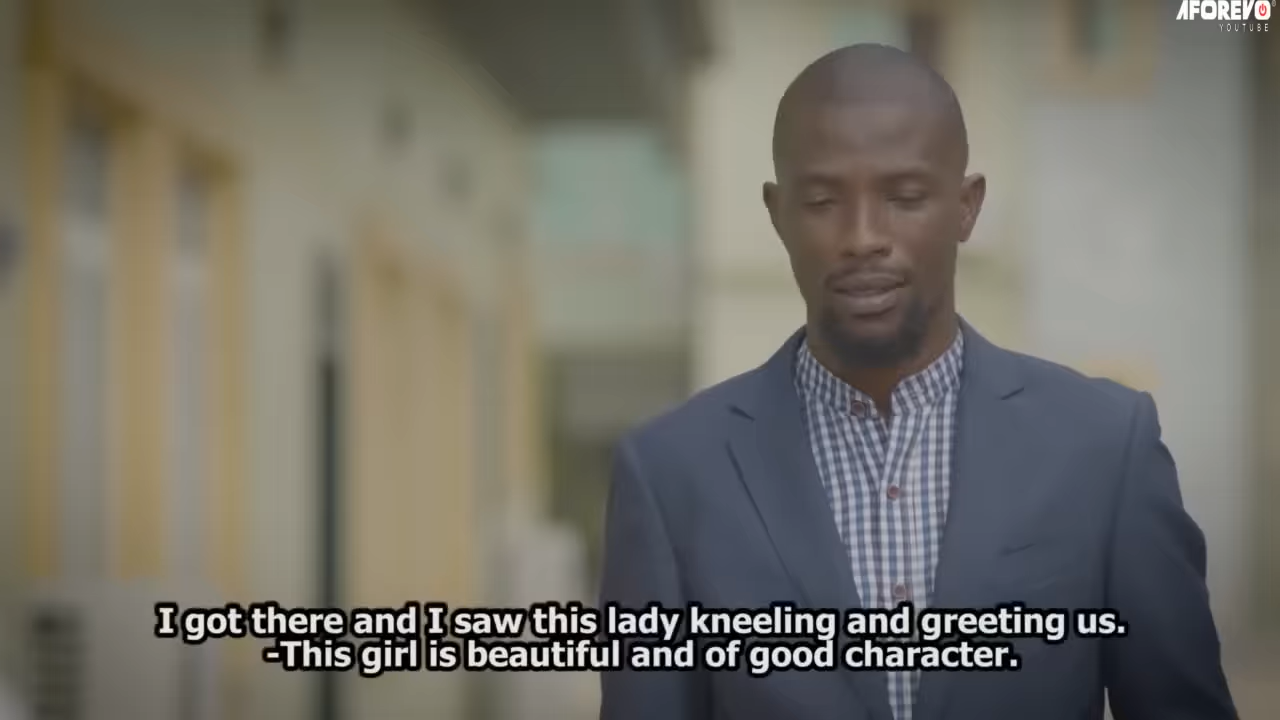 AFOREVO
YOUTUBE
I got there and I saw this lady kneeling and greeting us.
-This girl is beautiful and of good character.